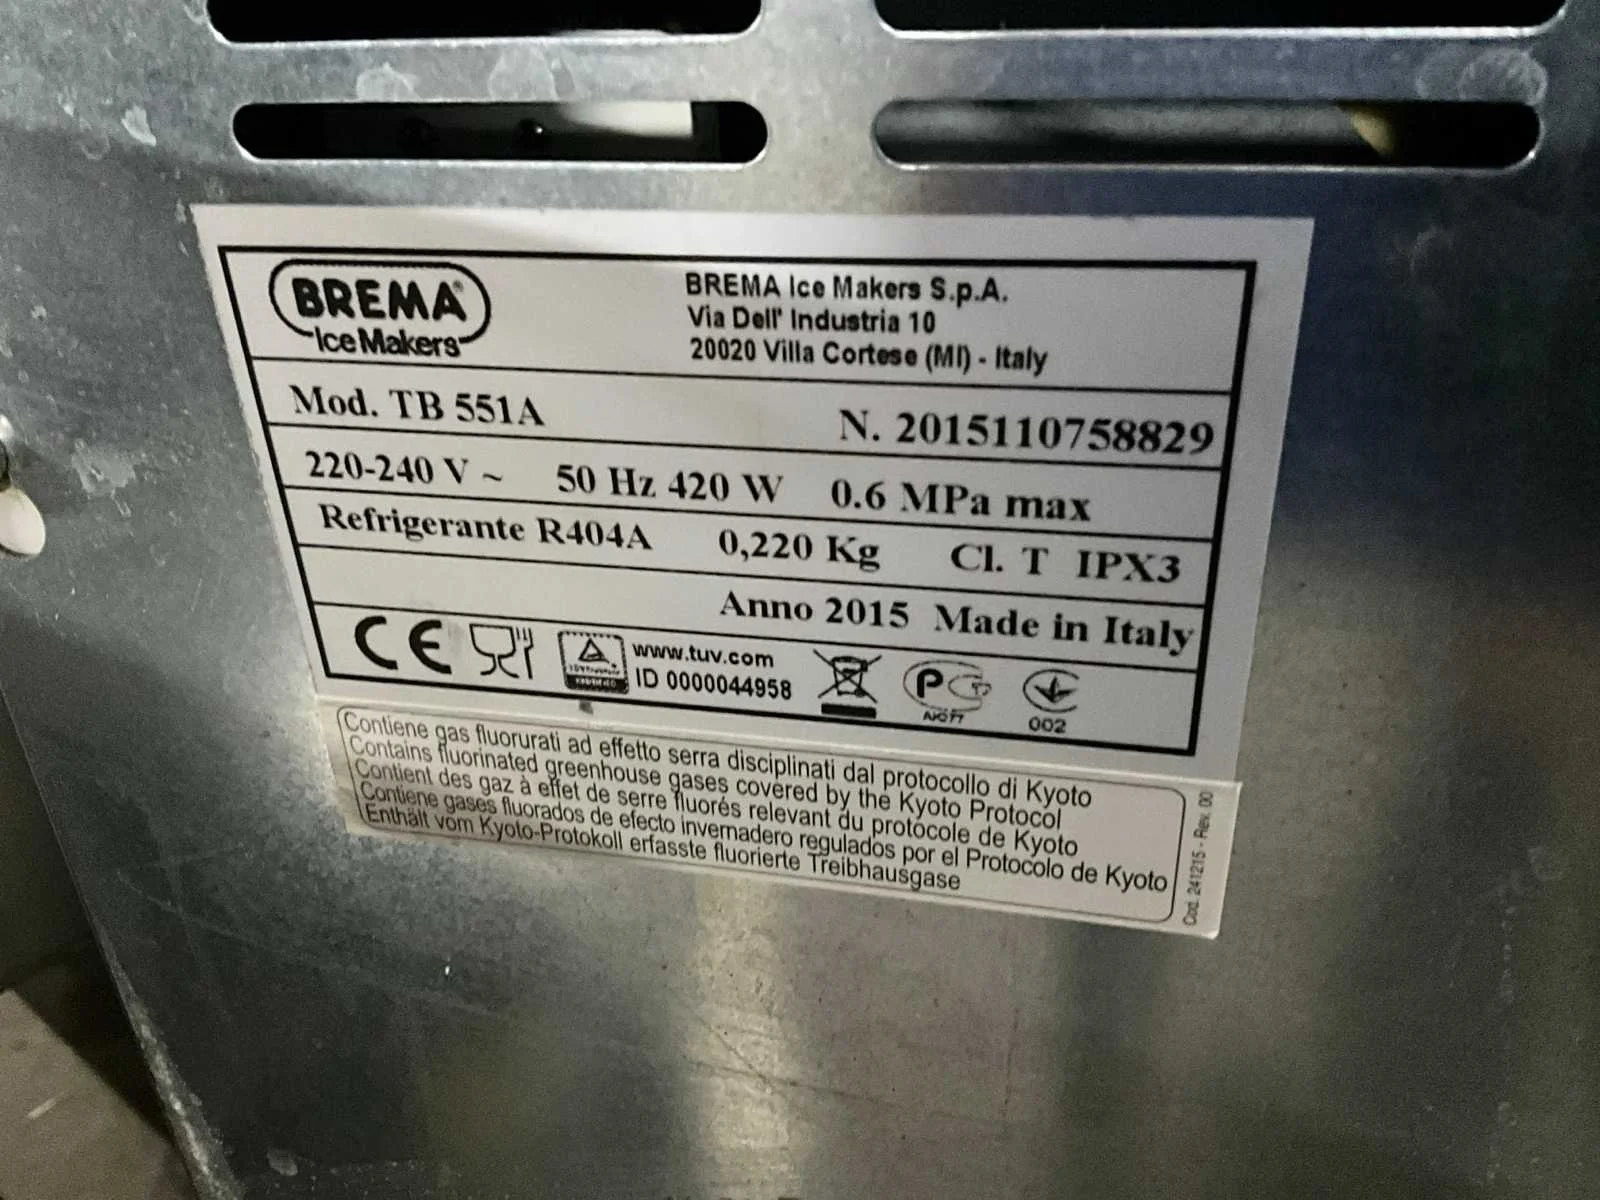 BREMA®
Ice Makers
BREMA Ice Makers S.p.A.
Via Dell' Industria 10
20020 Villa Cortese (MI) - Italy
Mod. TB 551A N. 2015110758829
220-240 V ~ 50 Hz 420 W 0.6 MPa max
Refrigerante R404A 0,220 Kg Cl. T IPX3
Anno 2015 Made in Italy
CE
www.tuv.com
ID 0000044958
002
Contiene gas fluorurati ad effetto serra disciplinati dal protocollo di Kyoto
Contains fluorinated greenhouse gases covered by the Kyoto Protocol
Contient des gaz à effet de serre fluorés relevant du protocole de Kyoto
Contiene gases fluorados de efecto invernadero regulados por el Protocolo de Kyoto
Enthält vom Kyoto-Protokoll erfasste fluorierte Treibhausgase
Cod. 241215 - Rev. 00